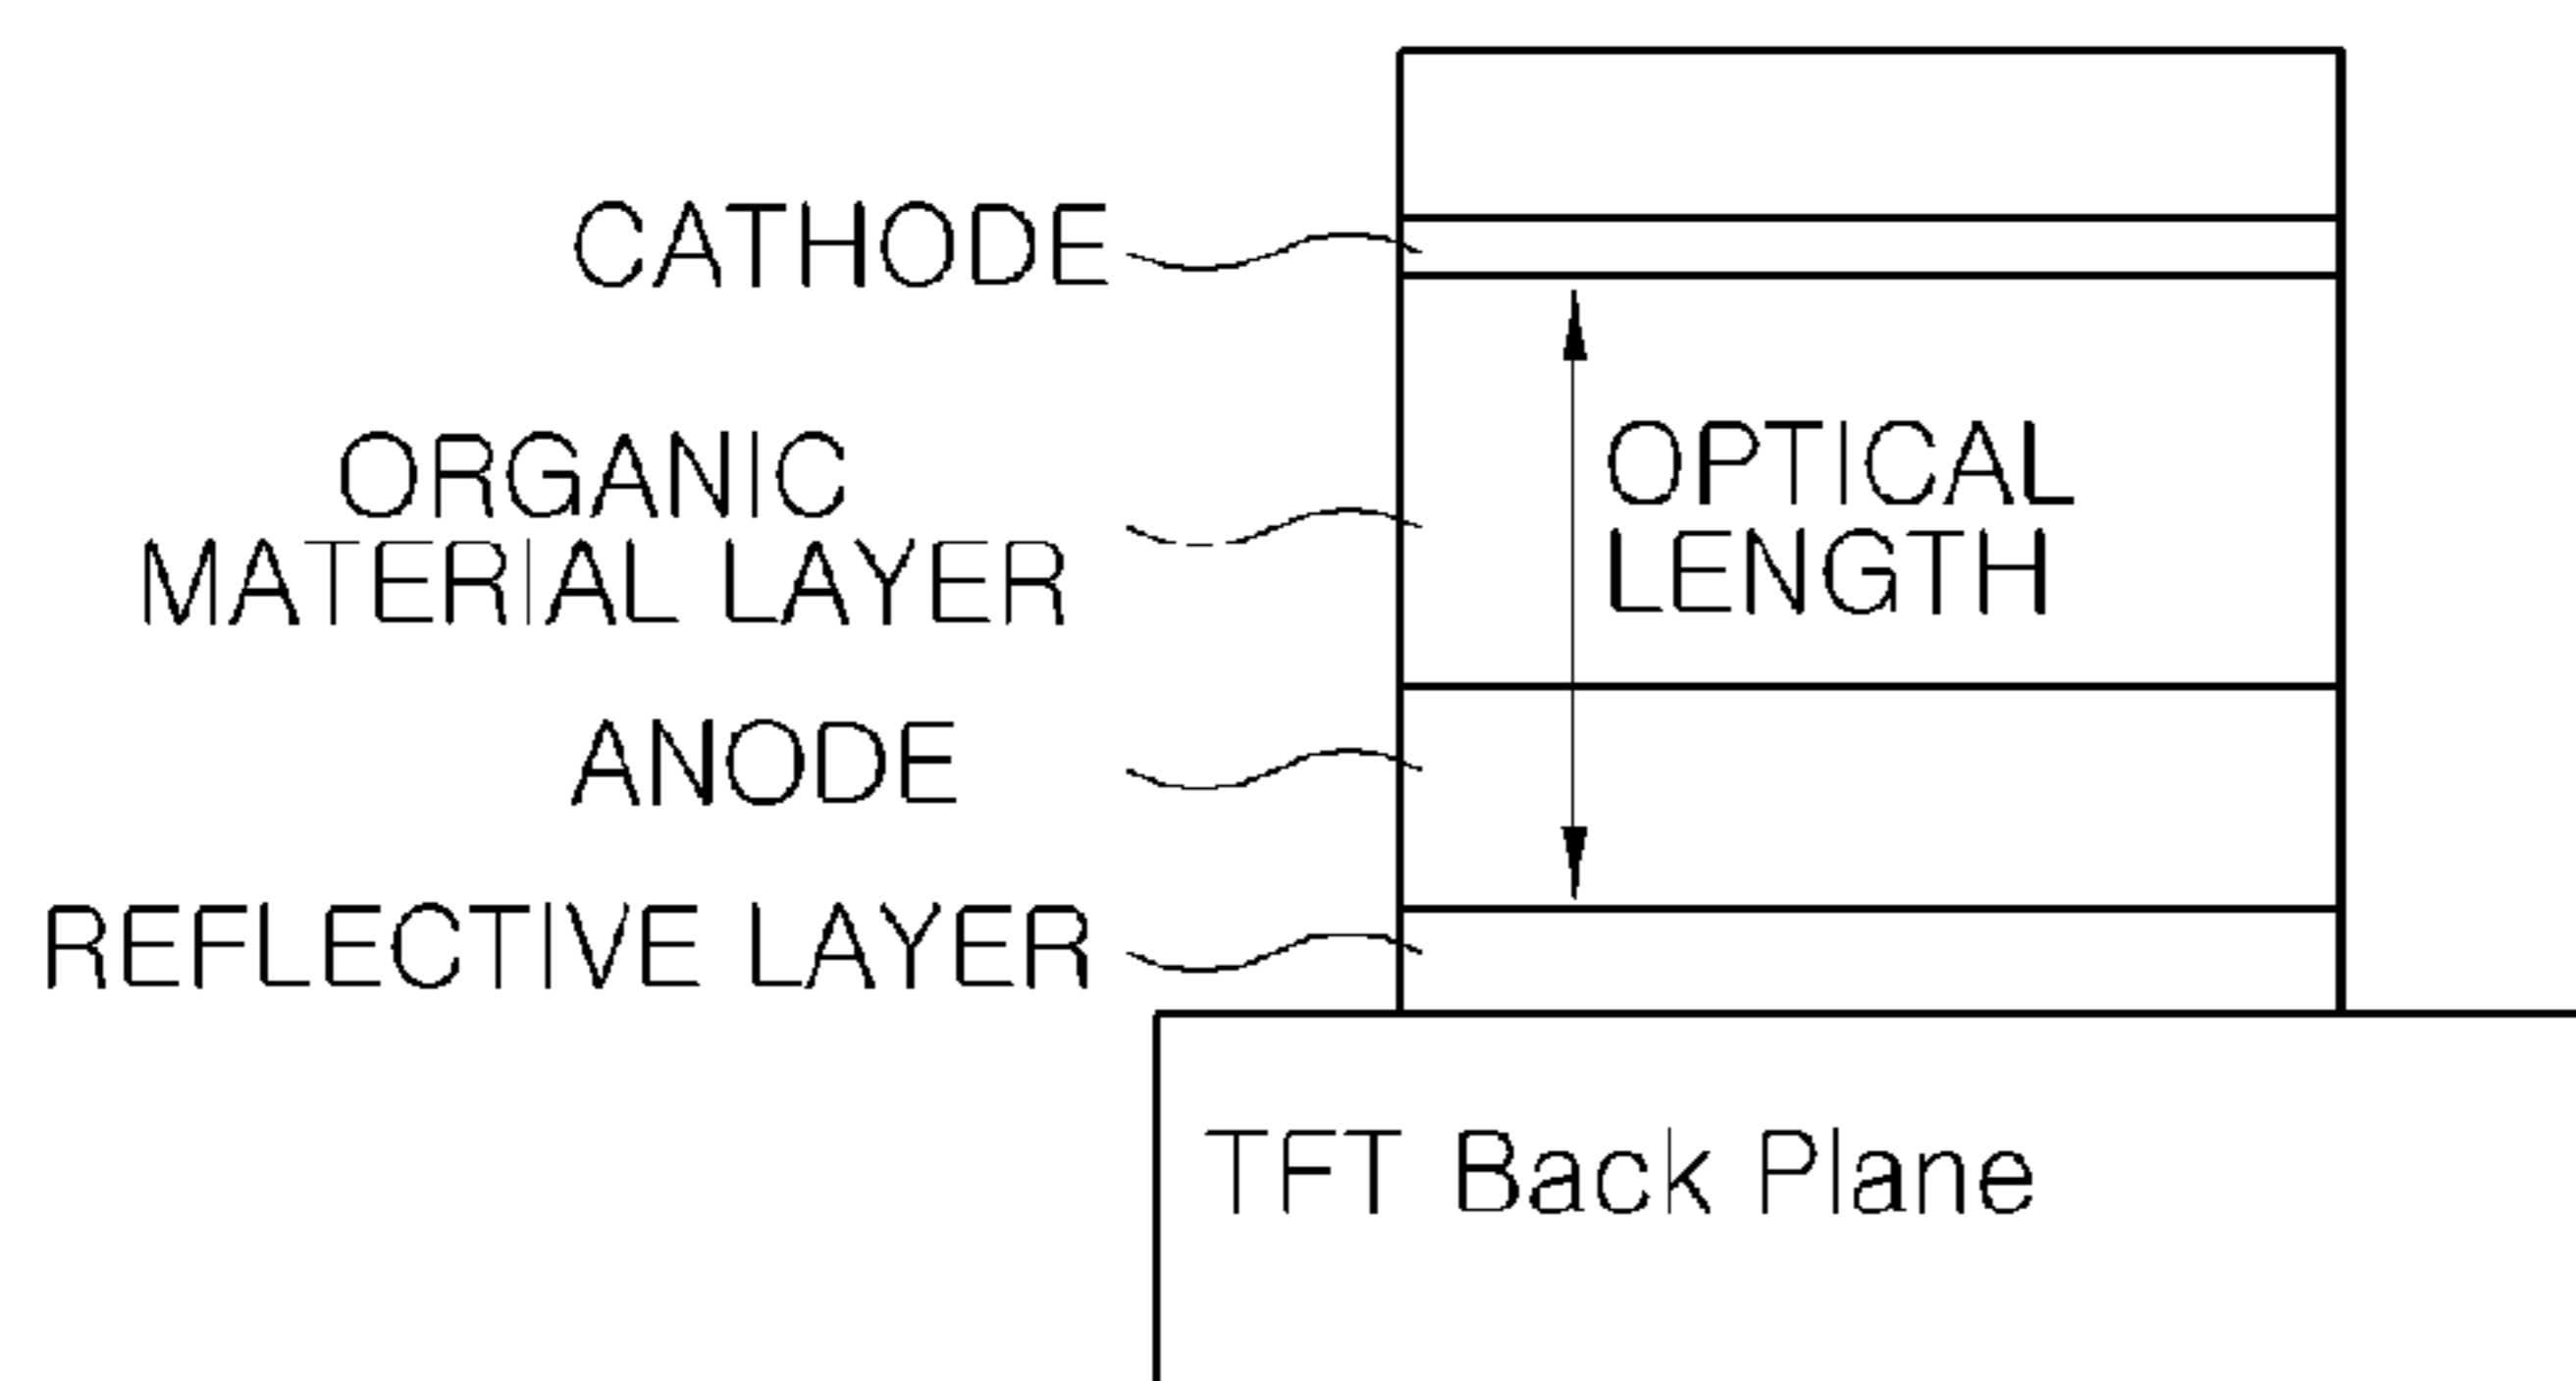 CATHODE
ORGANIC
MATERIAL LAYER
OPTICAL
LENGTH
ANODE
REFLECTIVE LAYER
TFT Back Plane